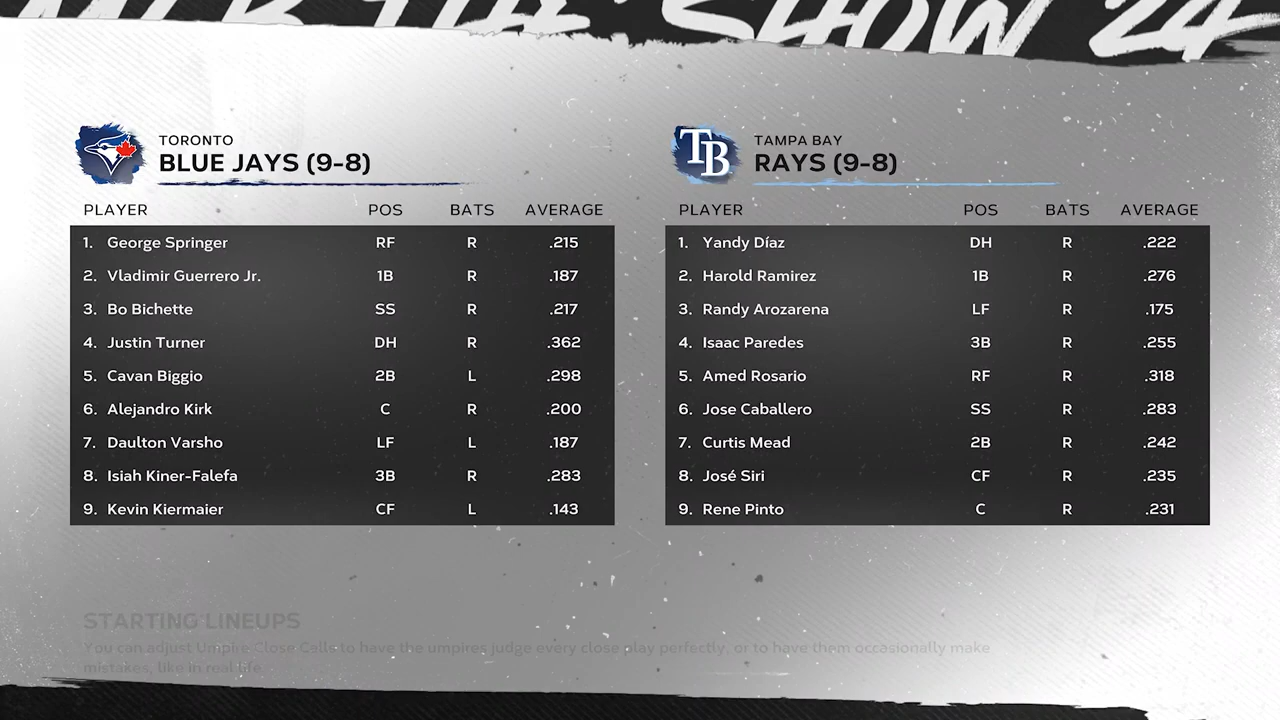 MLB THE SHOW 24
TORONTO
BLUE JAYS (9-8)
PLAYER POS BATS AVERAGE
1. George Springer RF R .215
2. Vladimir Guerrero Jr. 1B R .187
3. Bo Bichette SS R .217
4. Justin Turner DH R .362
5. Cavan Biggio 2B L .298
6. Alejandro Kirk C R .200
7. Daulton Varsho LF L .187
8. Isiah Kiner-Falefa 3B R .283
9. Kevin Kiermaier CF L .143
TB
TAMPA BAY
RAYS (9-8)
PLAYER POS BATS AVERAGE
1. Yandy Díaz DH R .222
2. Harold Ramirez 1B R .276
3. Randy Arozarena LF R .175
4. Isaac Paredes 3B R .255
5. Amed Rosario RF R .318
6. Jose Caballero SS R .283
7. Curtis Mead 2B R .242
8. José Siri CF R .235
9. Rene Pinto C R .231
STARTING LINEUPS
You can adjust Umpire Close Calls to have the umpires judge every close play perfectly, or to have them occasionally make
mistakes, like in real life.